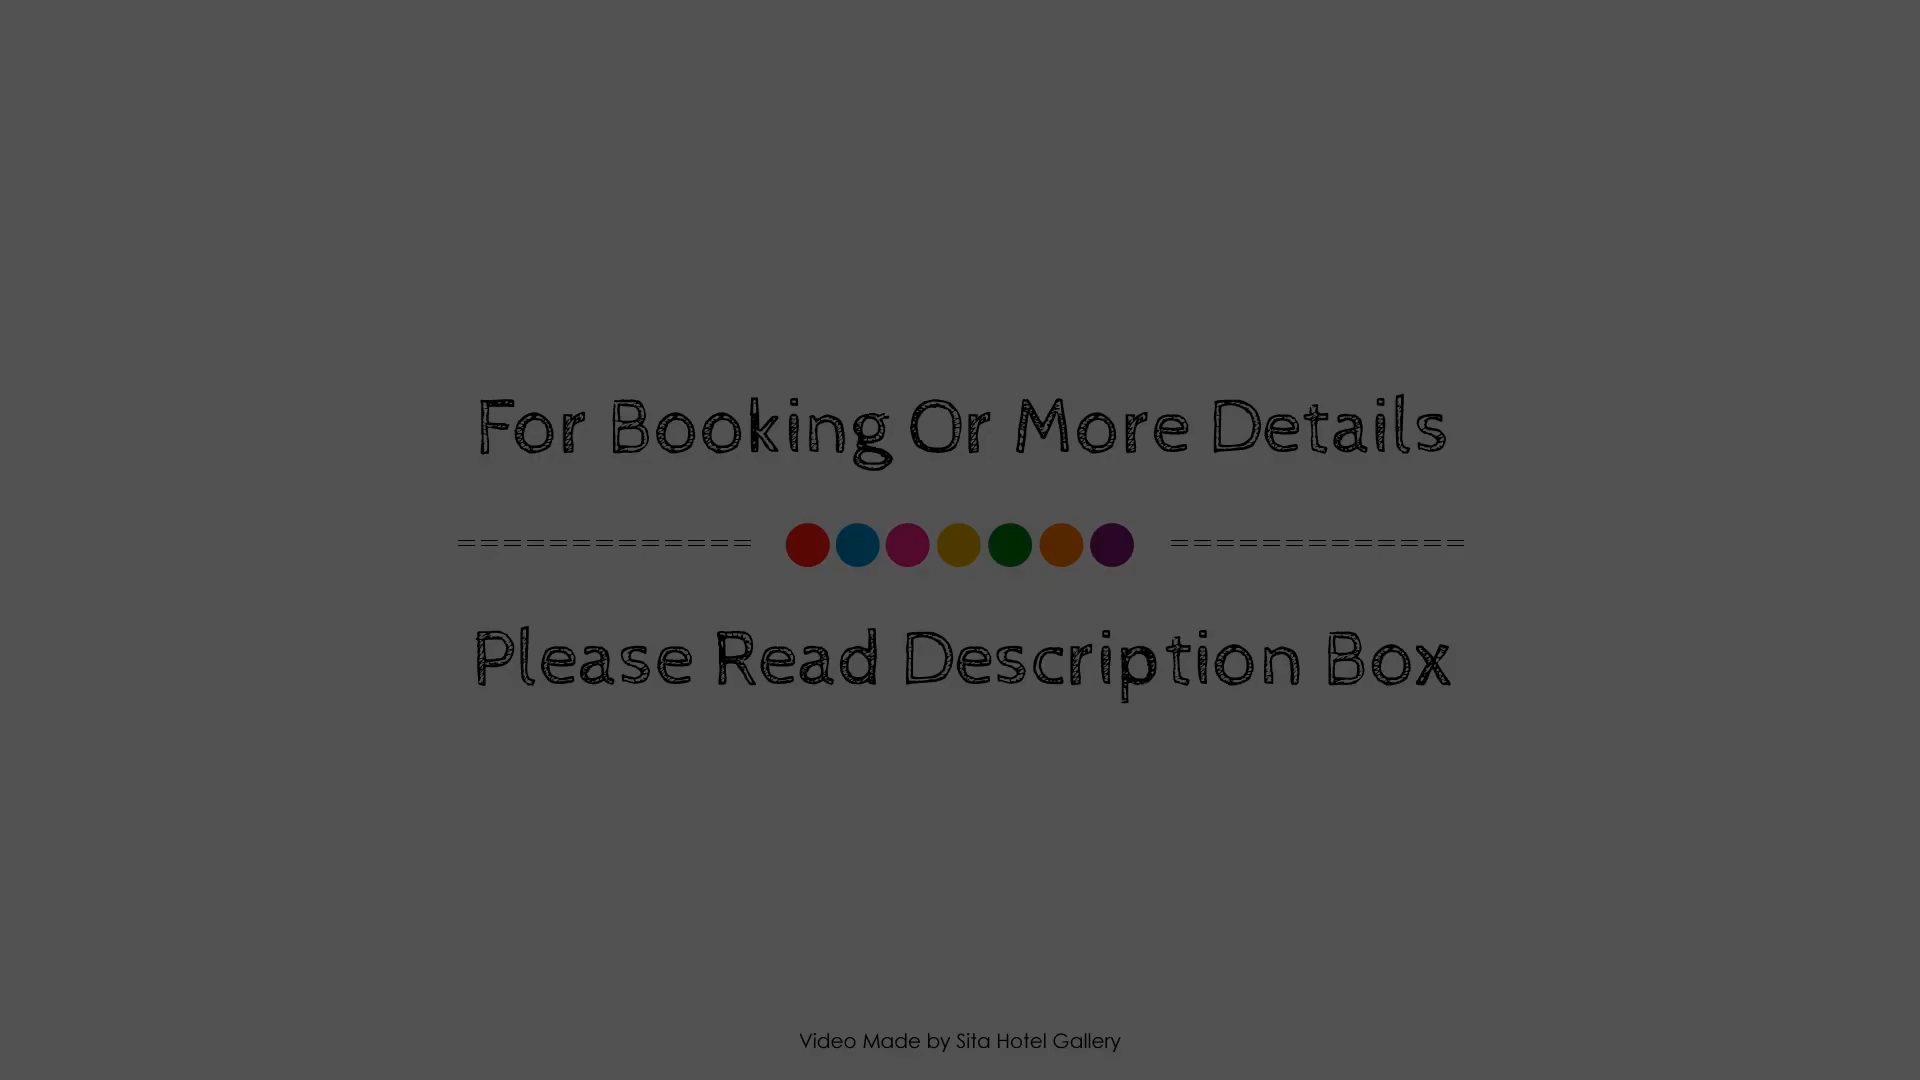 For Booking Or More Details
============= =============
Please Read Description Box
Video Made by Sita Hotel Gallery